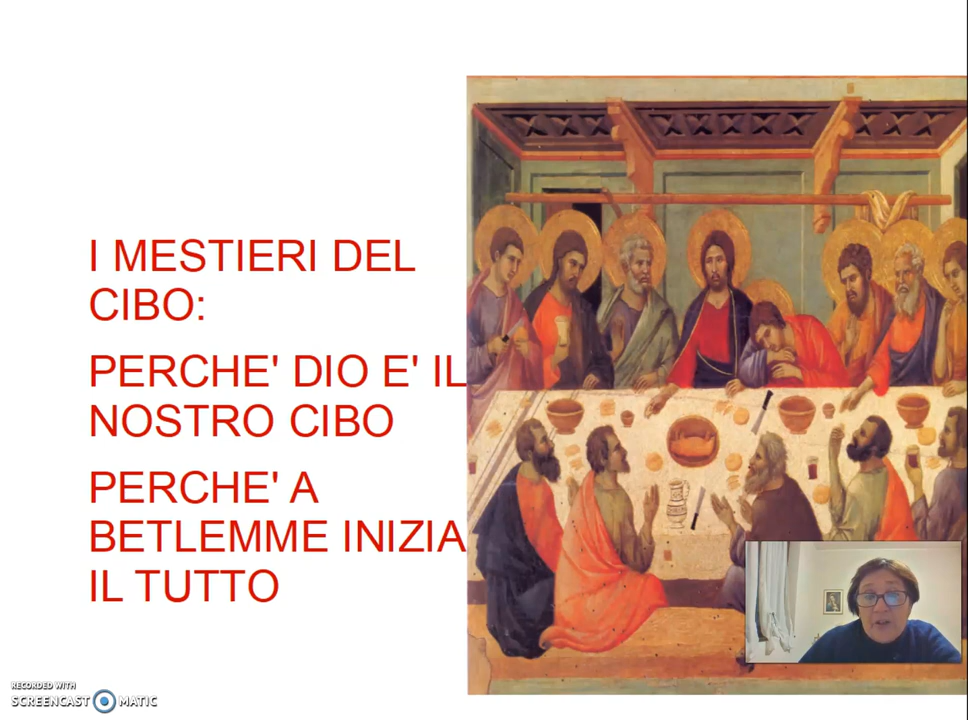 I MESTIERI DEL
CIBO:
PERCHE' DIO E' IL
NOSTRO CIBO
PERCHE' A
BETLEMME INIZIA
IL TUTTO
RECORDED WITH
SCREENCAST MATIC